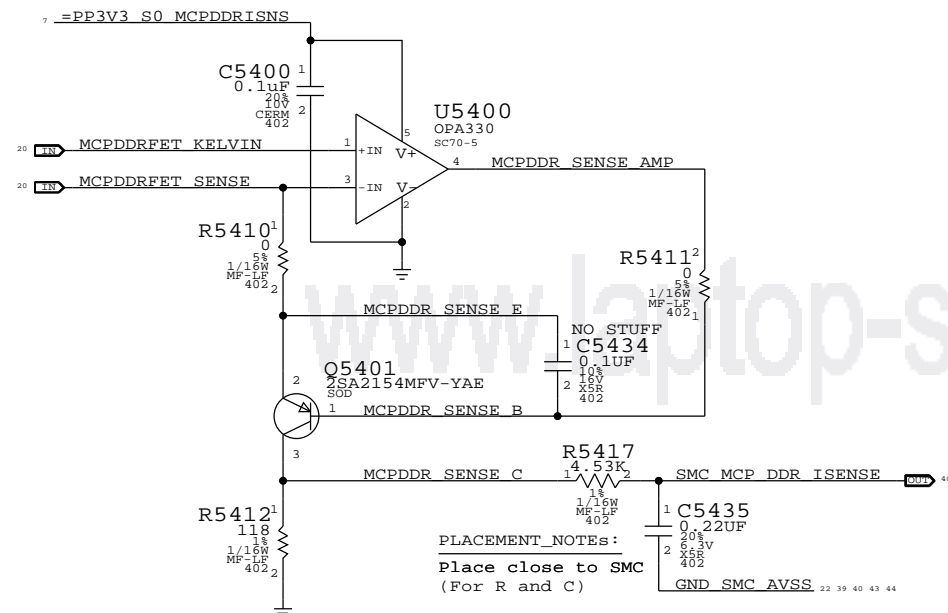 7 =PP3V3_S0_MCPDDRISNS
C5400 1
0.1uF
20%
10V
CERM
402
2
U5400
OPA330
SC70-5
5
20 IN MCPDDRFET_KELVIN 1 +IN V+
4 MCPDDR_SENSE_AMP
20 IN MCPDDRFET_SENSE 3 -IN V-
2
R5410 1
0
5%
1/16W
MF-LF
402 2
R5411 2
0
5%
1/16W
MF-LF
402 1
www.laptop-s
MCPDDR_SENSE_E
NO STUFF
1 C5434
0.1UF
10%
16V
X5R
402
2
Q5401
2SA2154MFV-YAE
SOD
2
1 MCPDDR_SENSE_B
3
R5417
4.53K
MCPDDR_SENSE_C 1 2 SMC_MCP_DDR_ISENSE OUT 40
1%
1/16W
MF-LF
402
R5412 1
118
1%
1/16W
MF-LF
402 2
1 C5435
0.22UF
20%
6.3V
X5R
402
2
PLACEMENT_NOTEs:
Place close to SMC
(For R and C)
GND_SMC_AVSS 22 39 40 43 44